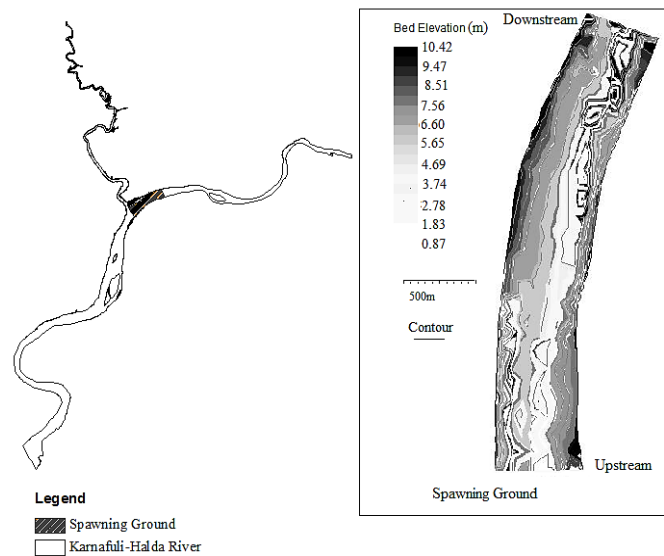 Bed Elevation (m)
10.42
9.47
8.51
7.56
6.60
5.65
4.69
3.74
2.78
1.83
0.87
500m
Contour
Downstream
Upstream
Spawning Ground
Legend
Spawning Ground
Karnafuli-Halda River